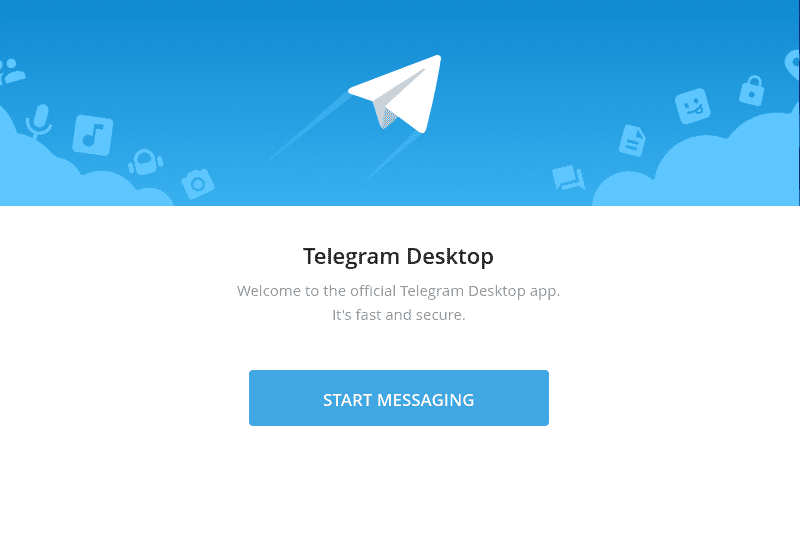 Telegram Desktop
Welcome to the official Telegram Desktop app.
It's fast and secure.
START MESSAGING